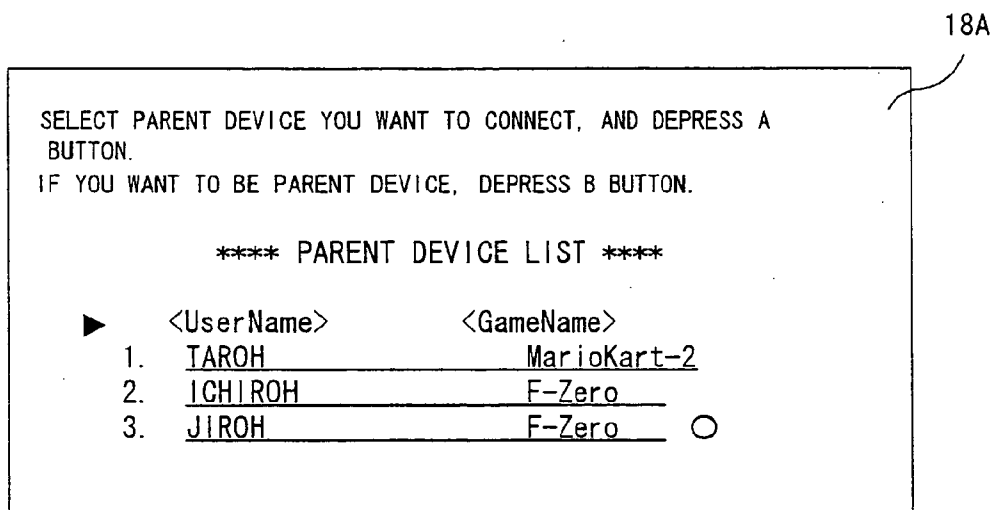 18A
SELECT PARENT DEVICE YOU WANT TO CONNECT, AND DEPRESS A
BUTTON.
IF YOU WANT TO BE PARENT DEVICE, DEPRESS B BUTTON.
**** PARENT DEVICE LIST ****
▶ <UserName> <GameName>
1. TAROH MarioKart-2
2. ICHIROH F-Zero
3. JIROH F-Zero ○